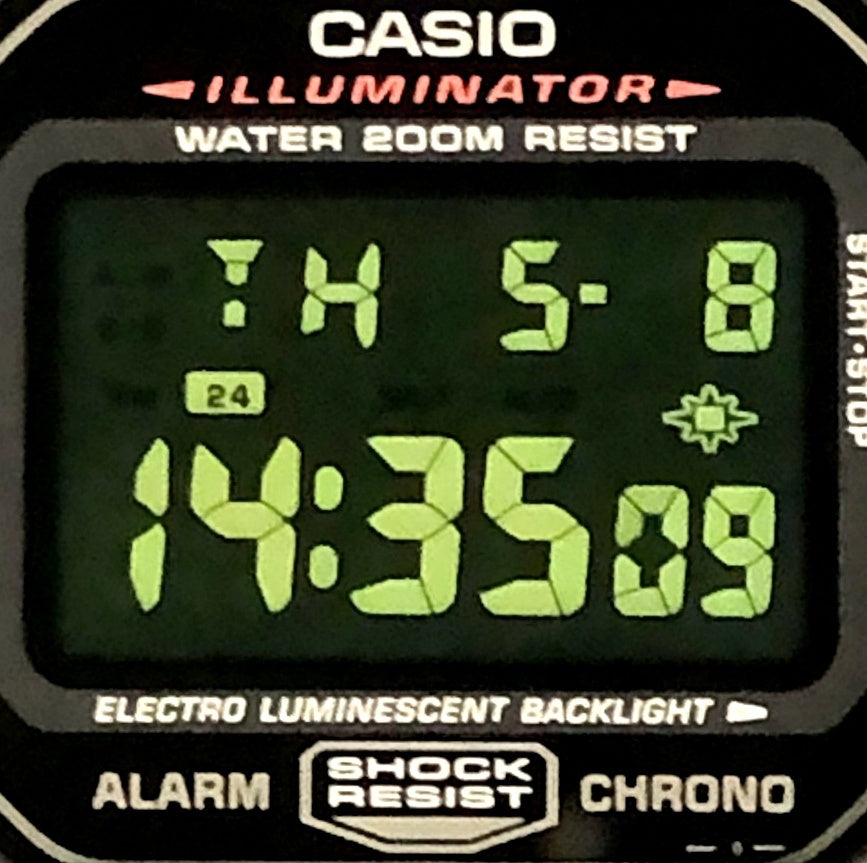 CASIO
ILLUMINATOR
WATER 200M RESIST
TH 5-8
24
14:35 09
START·STOP
ELECTRO LUMINESCENT BACKLIGHT
ALARM
SHOCK
RESIST
CHRONO